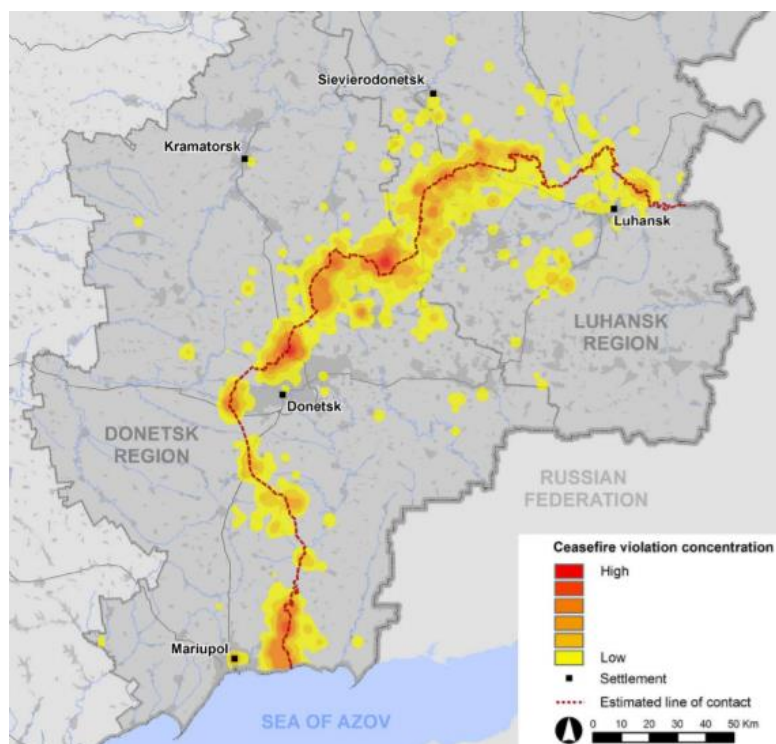 Sievierodonetsk
Kramatorsk
Luhansk
LUHANSK
REGION
Donetsk
DONETSK
REGION
RUSSIAN
FEDERATION
Mariupol
SEA OF AZOV
Ceasefire violation concentration
High
Low
Settlement
Estimated line of contact
0 10 20 30 40 50 Km